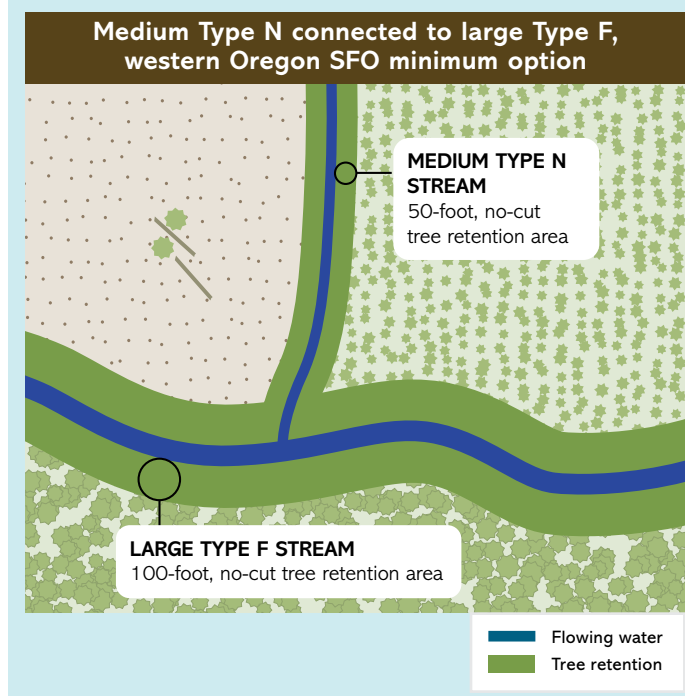 Medium Type N connected to large Type F,
western Oregon SFO minimum option
MEDIUM TYPE N
STREAM
50-foot, no-cut
tree retention area
LARGE TYPE F STREAM
100-foot, no-cut tree retention area
Flowing water
Tree retention